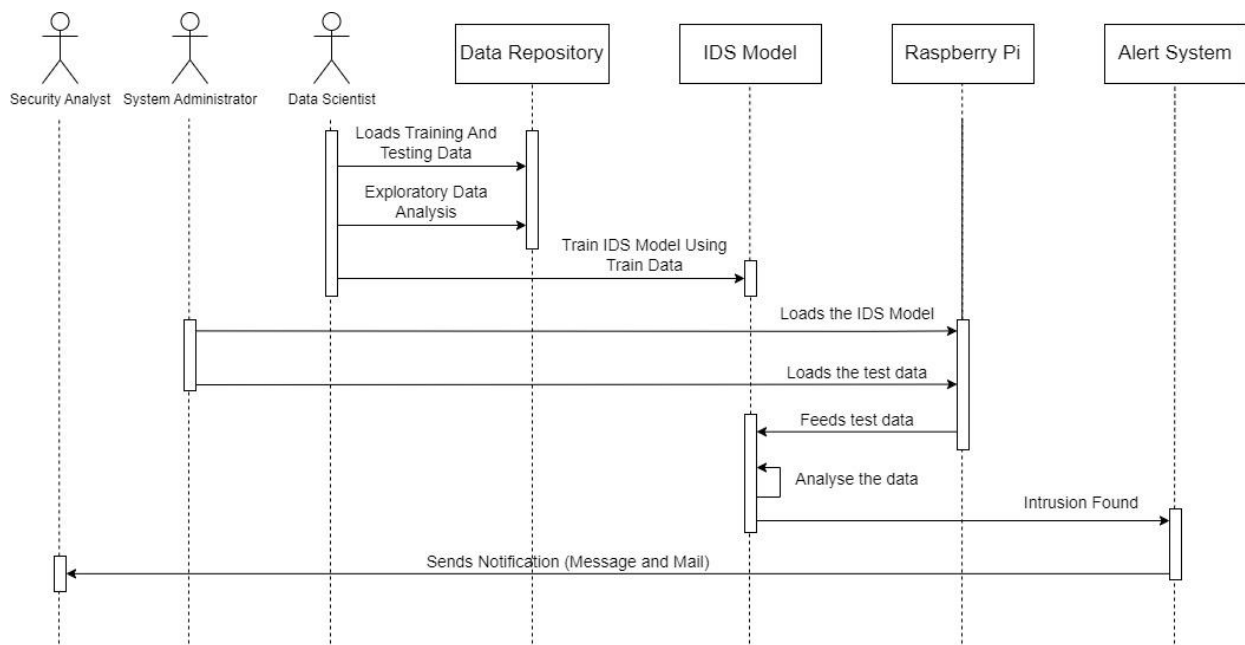 Data Repository
IDS Model
Raspberry Pi
Alert System
Security Analyst
System Administrator
Data Scientist
Loads Training And
Testing Data
Exploratory Data
Analysis
Train IDS Model Using
Train Data
Loads the IDS Model
Loads the test data
Feeds test data
Analyse the data
Intrusion Found
Sends Notification (Message and Mail)